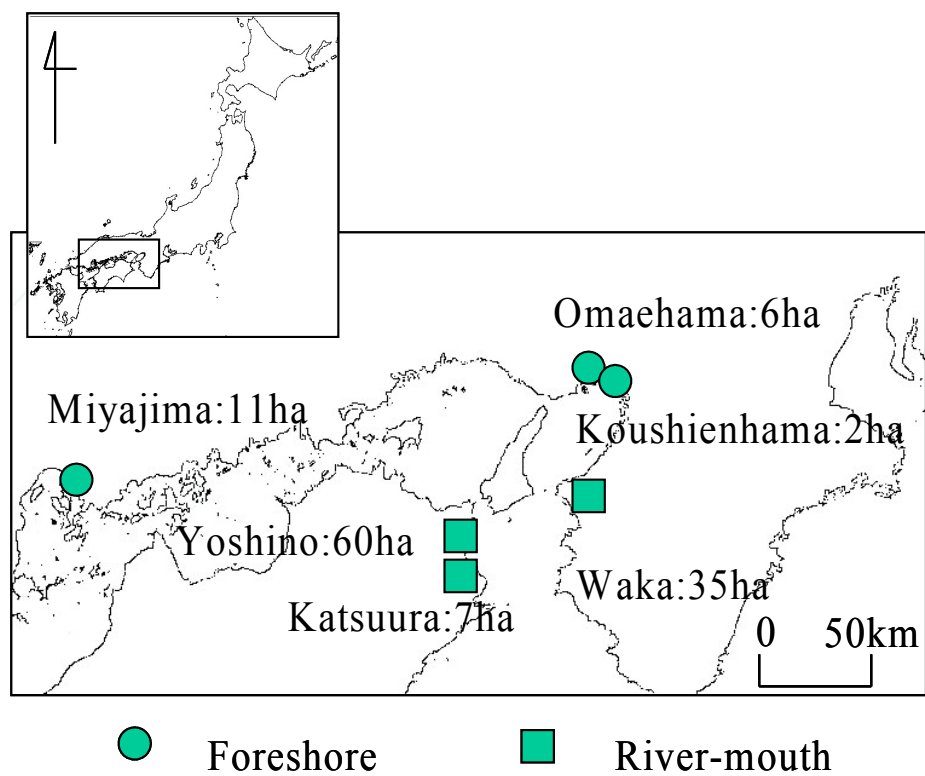 Omaehama:6ha
Miyajima:11ha
Koushienhama:2ha
Yoshino:60ha
Waka:35ha
Katsuura:7ha
0 50km
Foreshore River-mouth